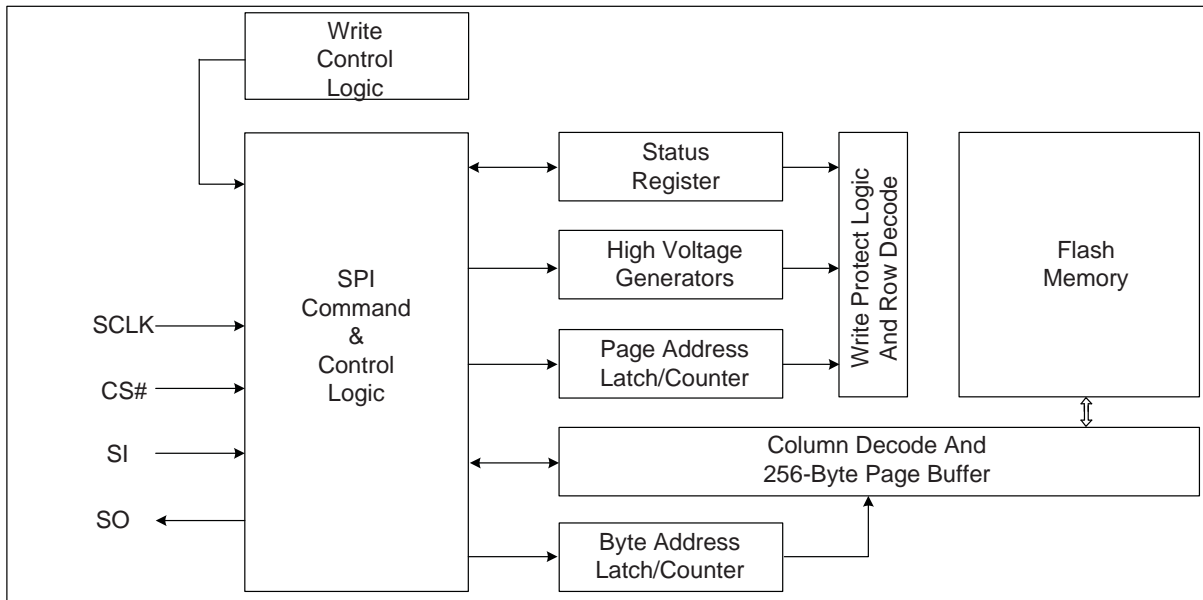 Write
Control
Logic
SPI
Command
&
Control
Logic
SCLK
CS#
SI
SO
Status
Register
High Voltage
Generators
Page Address
Latch/Counter
Write Protect Logic
And Row Decode
Flash
Memory
Column Decode And
256-Byte Page Buffer
Byte Address
Latch/Counter